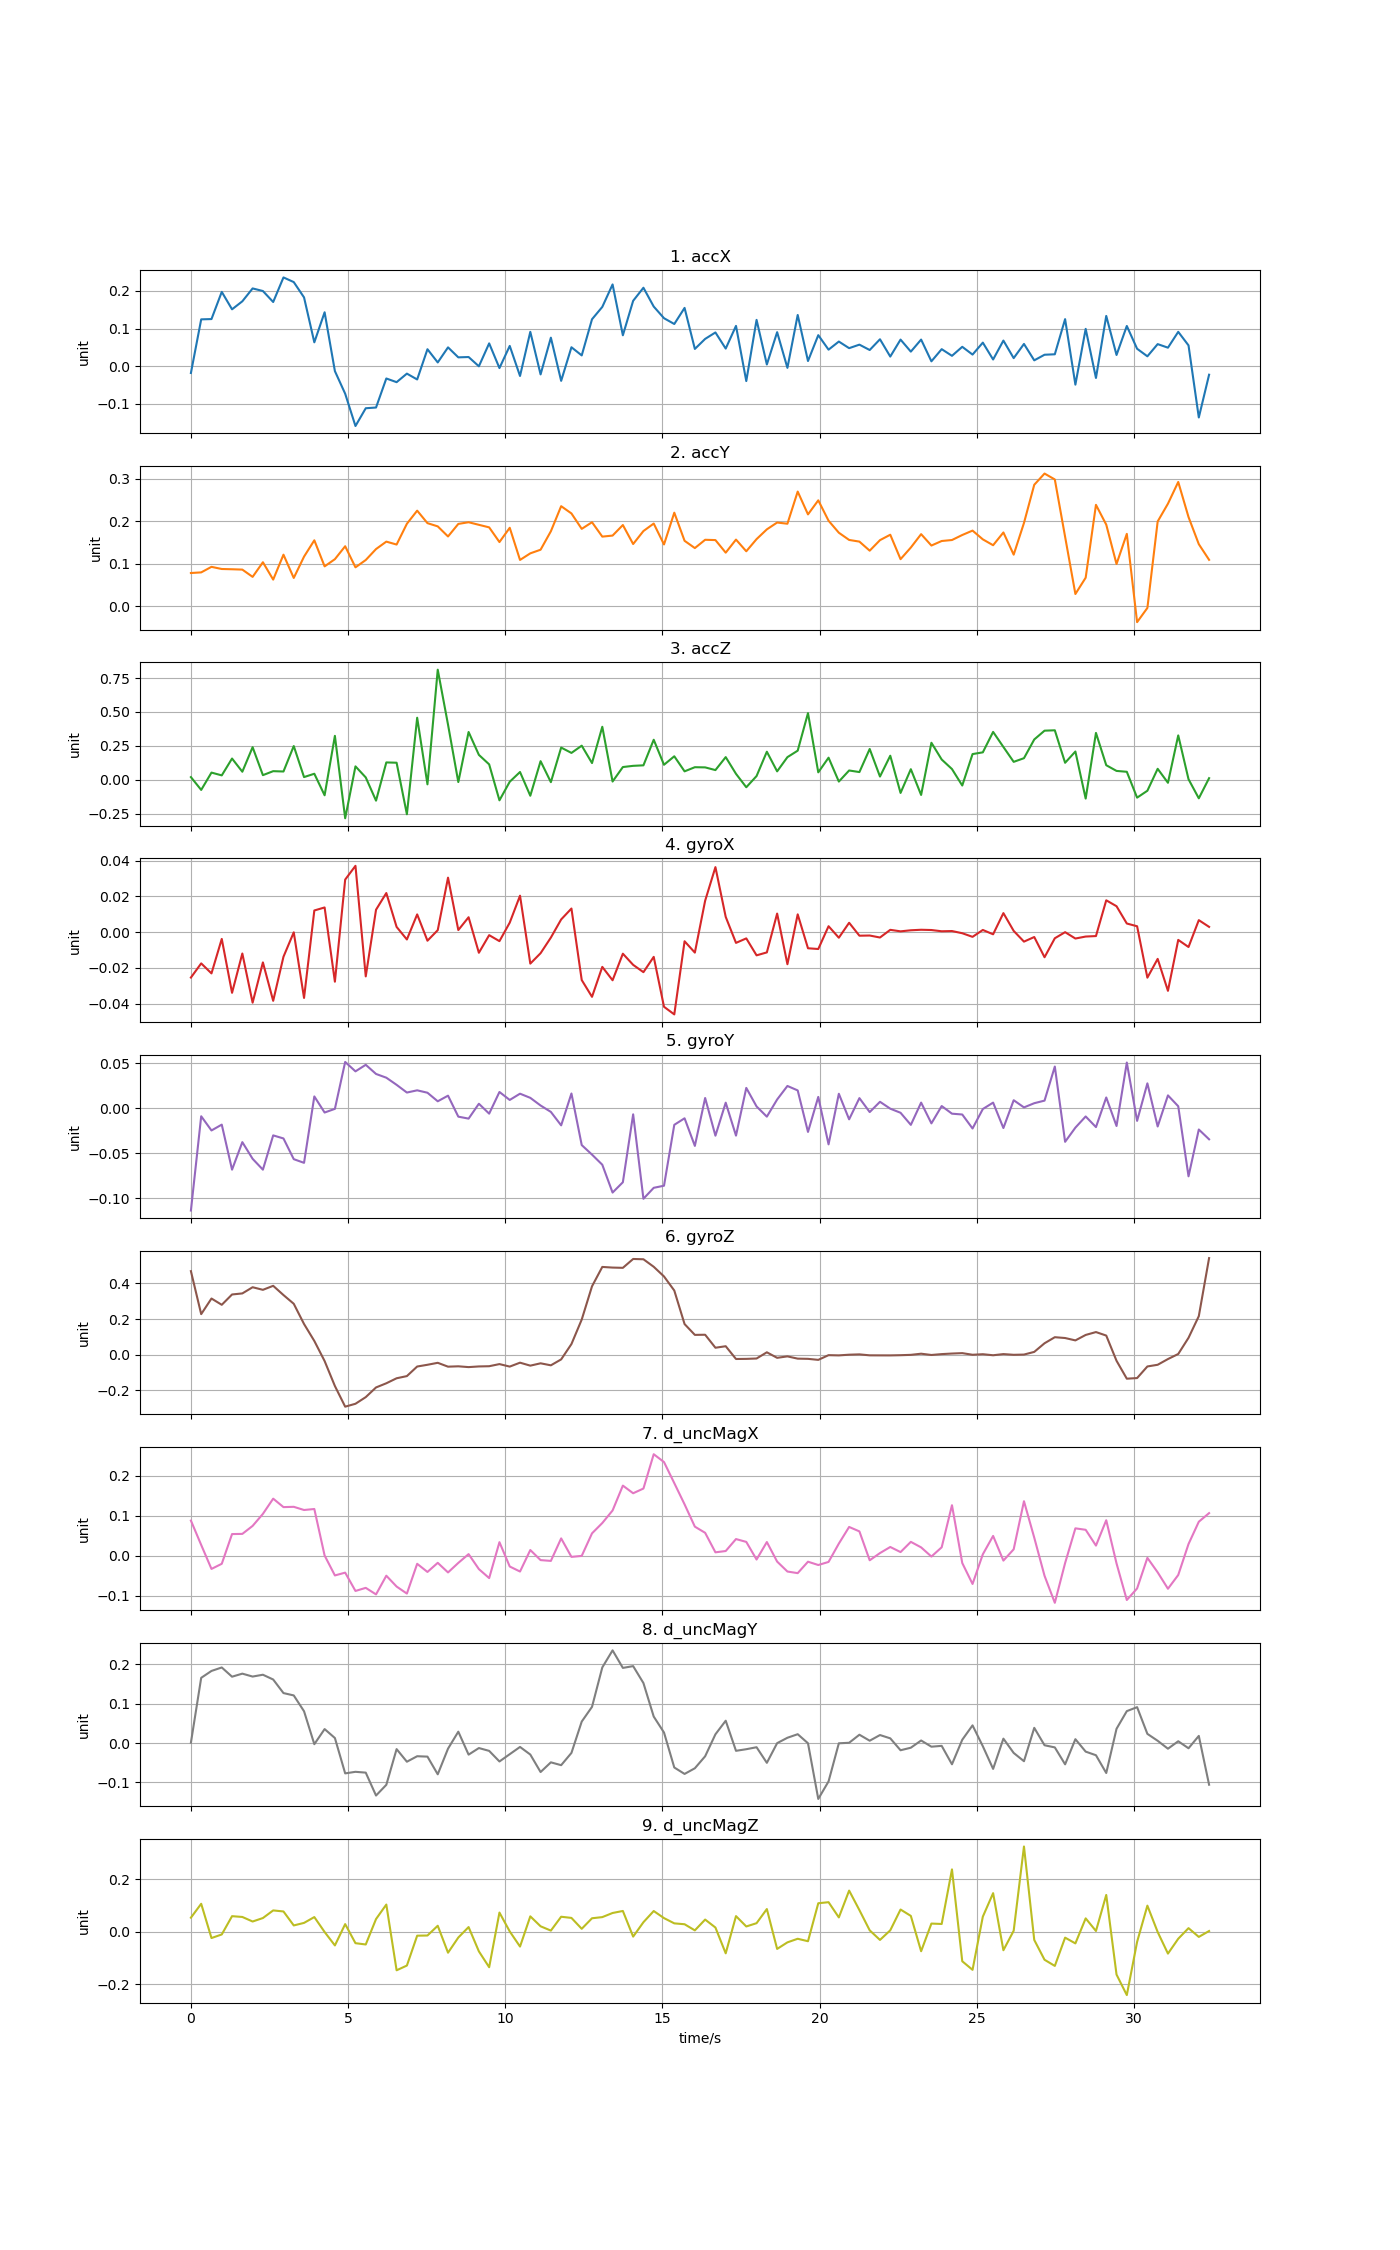 1. accX
unit
0.2
0.1
0.0
−0.1
2. accY
unit
0.3
0.2
0.1
0.0
3. accZ
unit
0.75
0.50
0.25
0.00
−0.25
4. gyroX
unit
0.04
0.02
0.00
−0.02
−0.04
5. gyroY
unit
0.05
0.00
−0.05
−0.10
6. gyroZ
unit
0.4
0.2
0.0
−0.2
7. d_uncMagX
unit
0.2
0.1
0.0
−0.1
8. d_uncMagY
unit
0.2
0.1
0.0
−0.1
9. d_uncMagZ
unit
0.2
0.0
−0.2
0 5 10 15 20 25 30
time/s